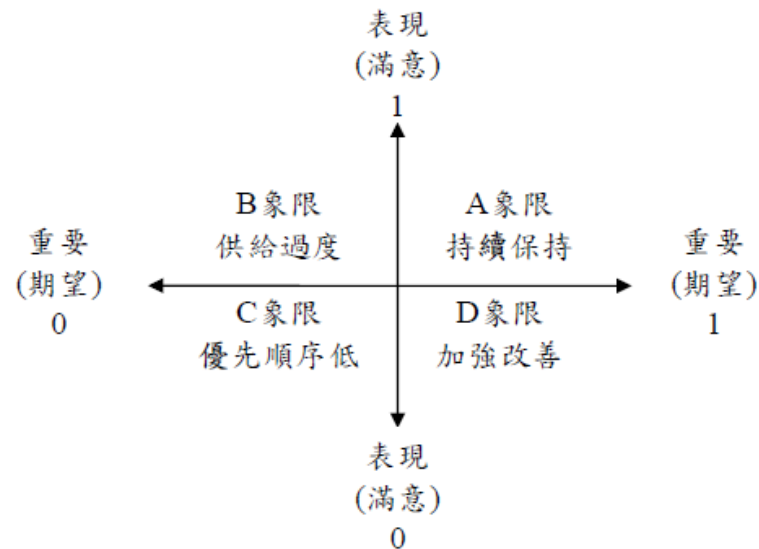 表現
(滿意)
1
B象限
供給過度
A象限
持續保持
重要
(期望)
0
重要
(期望)
1
C象限
優先順序低
D象限
加強改善
表現
(滿意)
0